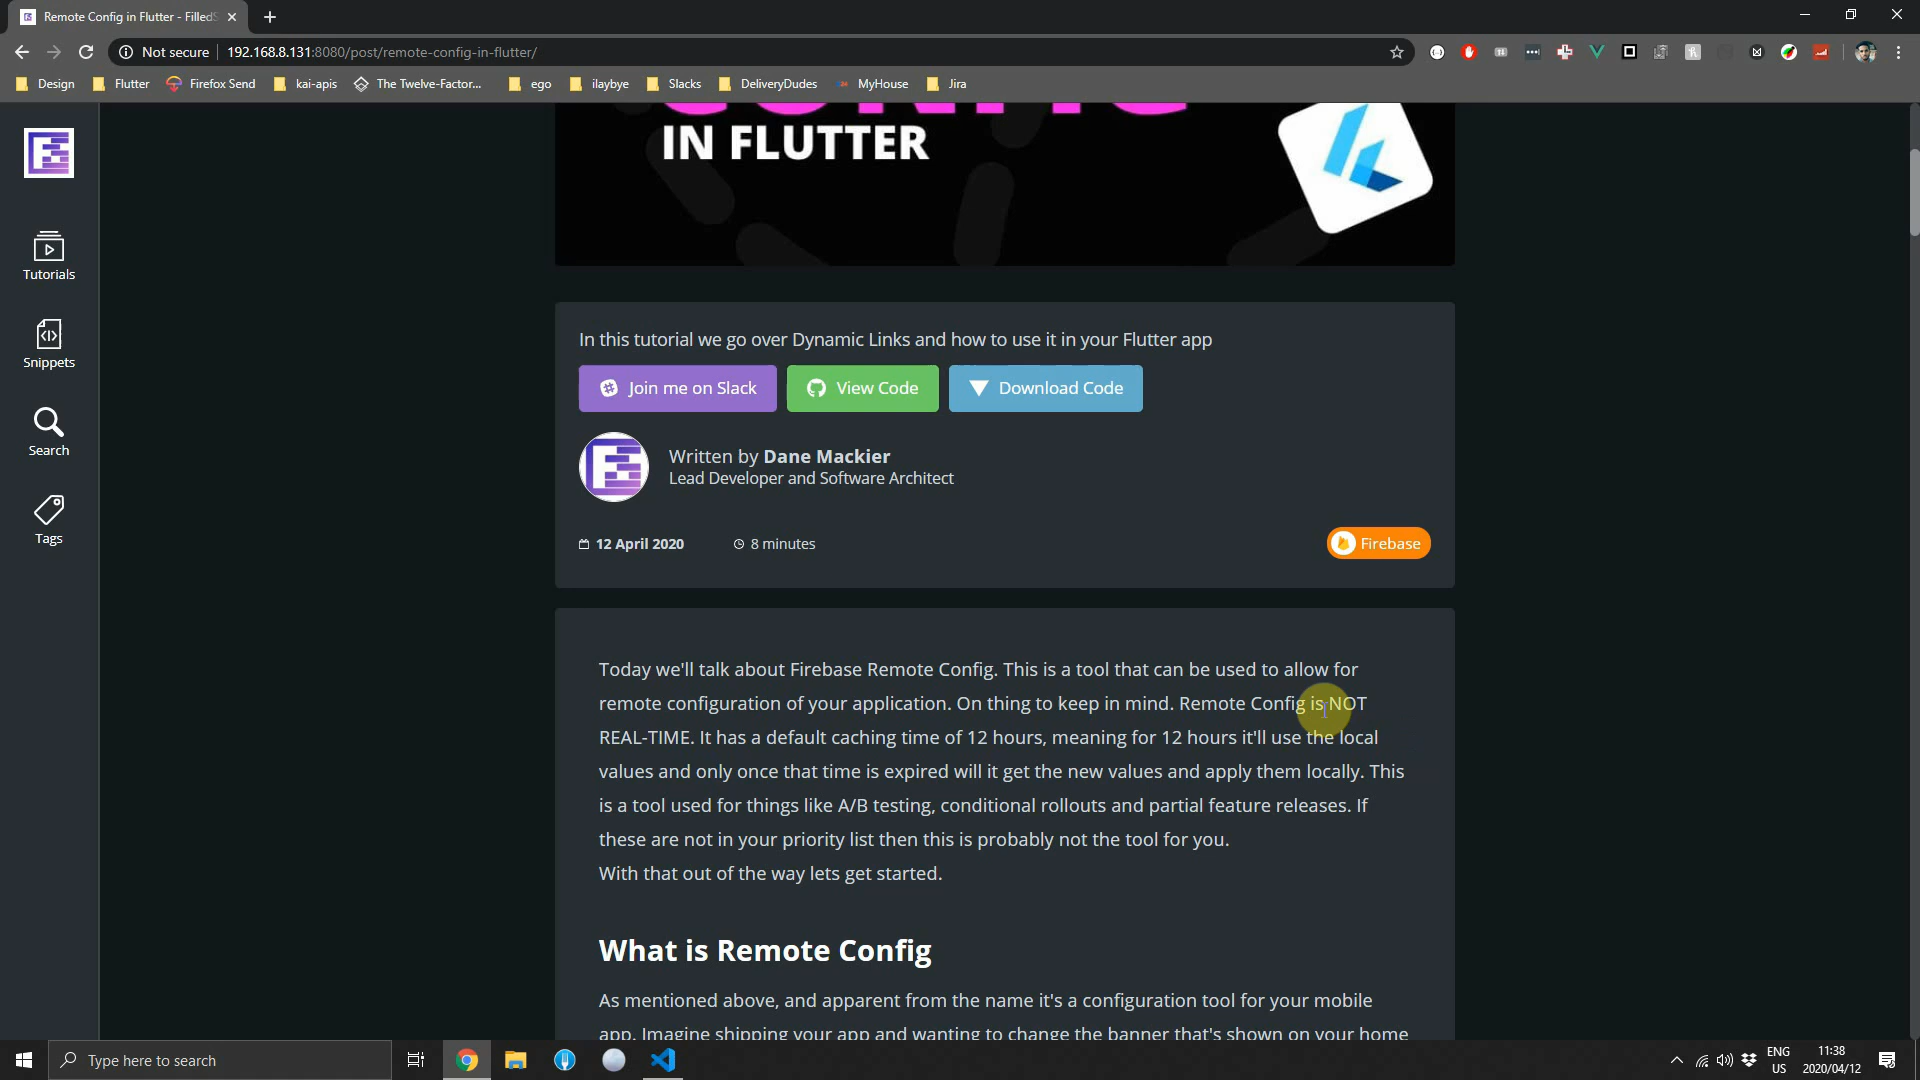 Remote Config in Flutter - FilledS
Not secure
192.168.8.131:8080/post/remote-config-in-flutter/
Design
Flutter
Firefox Send
kai-apis
The Twelve-Factor...
ego
ilaybye
Slacks
DeliveryDudes
MyHouse
Jira
Tutorials
Snippets
Search
Tags
IN FLUTTER
In this tutorial we go over Dynamic Links and how to use it in your Flutter app
Join me on Slack
View Code
Download Code
Written by Dane Mackier
Lead Developer and Software Architect
12 April 2020
8 minutes
Firebase
Today we'll talk about Firebase Remote Config. This is a tool that can be used to allow for
remote configuration of your application. On thing to keep in mind. Remote Config is NOT
REAL-TIME. It has a default caching time of 12 hours, meaning for 12 hours it'll use the local
values and only once that time is expired will it get the new values and apply them locally. This
is a tool used for things like A/B testing, conditional rollouts and partial feature releases. If
these are not in your priority list then this is probably not the tool for you.
With that out of the way lets get started.
What is Remote Config
As mentioned above, and apparent from the name it's a configuration tool for your mobile
app. Imagine shipping your app and wanting to change the banner that's shown on your home
Type here to search
ENG
US
11:38
2020/04/12